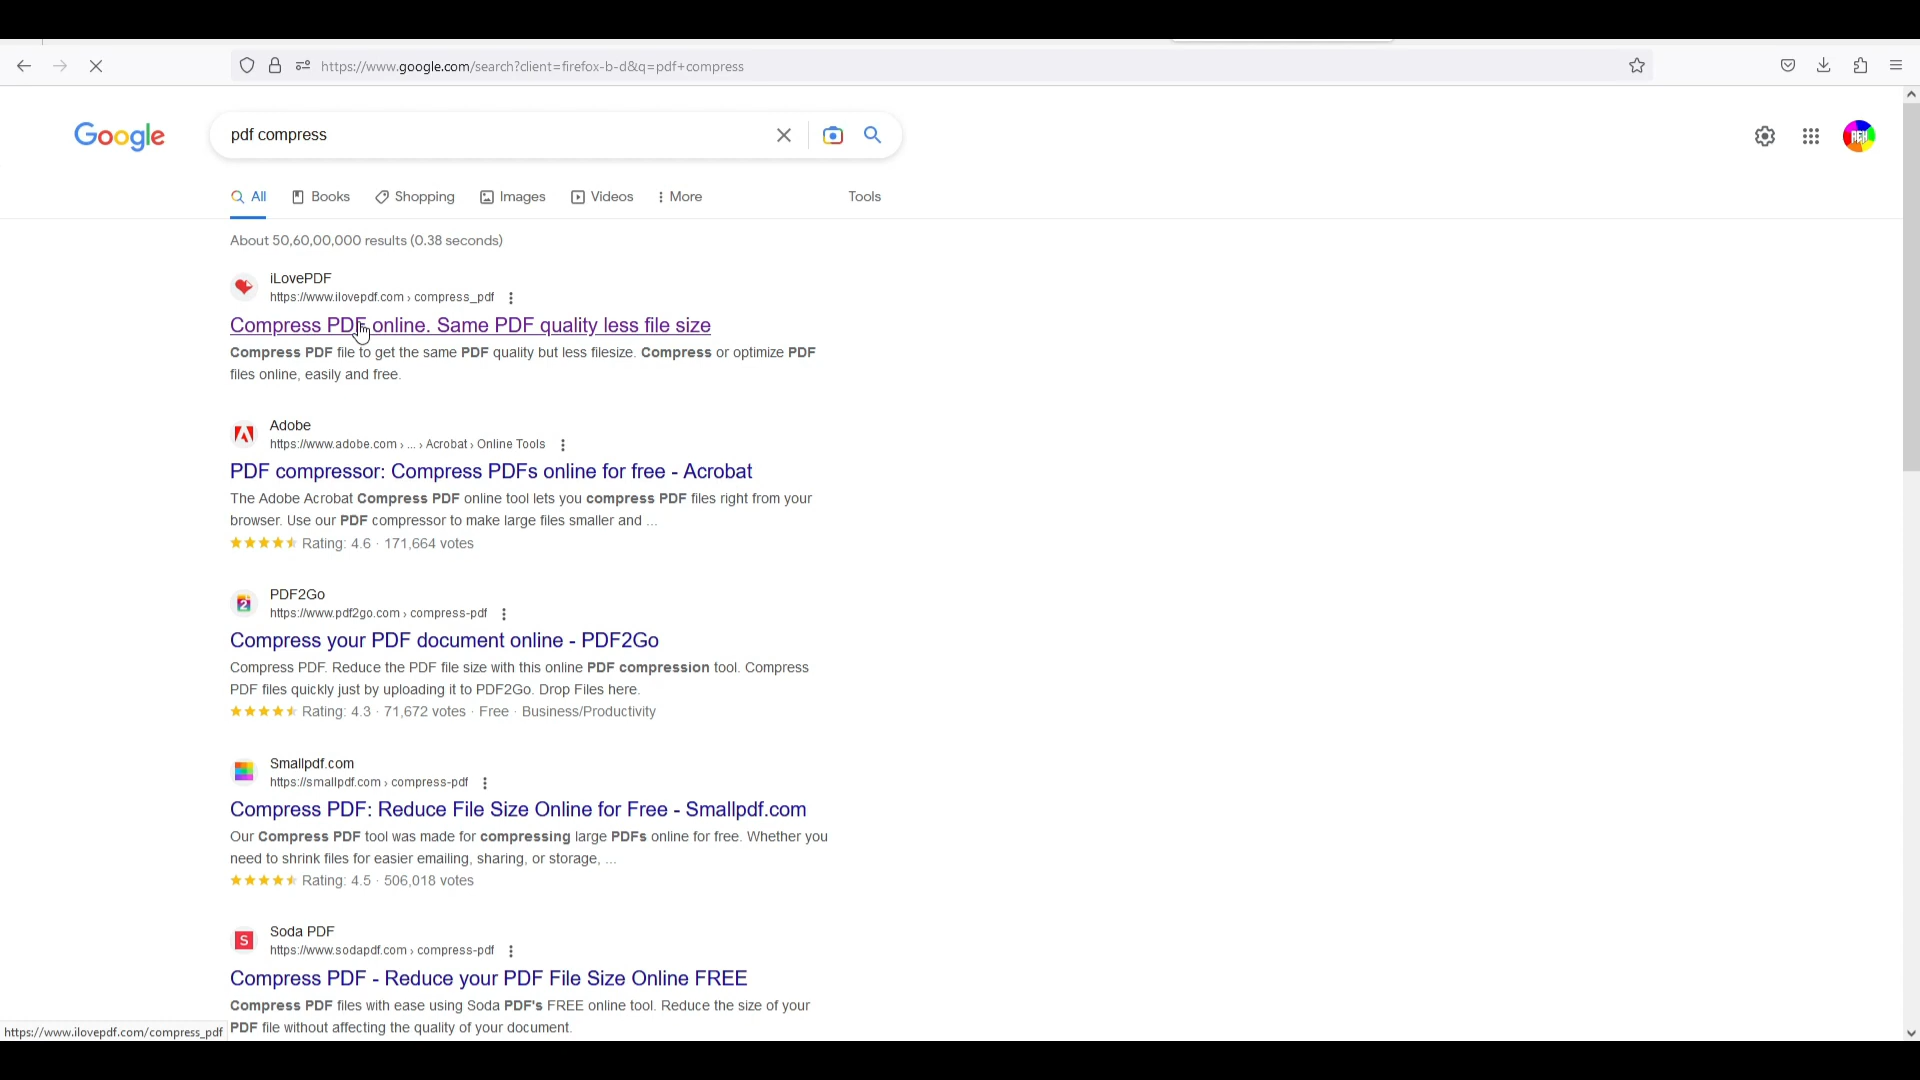 https://www.google.com/search?client=firefox-b-d&q=pdf+compress
Google
pdf compress
All
Books
Shopping
Images
Videos
More
Tools
About 50,60,00,000 results (0.38 seconds)
iLovePDF
https://www.ilovepdf.com › compress_pdf
Compress PDF online. Same PDF quality less file size
Compress PDF file to get the same PDF quality but less filesize. Compress or optimize PDF
files online, easily and free.
Adobe
https://www.adobe.com › ... › Acrobat › Online Tools
PDF compressor: Compress PDFs online for free - Acrobat
The Adobe Acrobat Compress PDF online tool lets you compress PDF files right from your
browser. Use our PDF compressor to make large files smaller and ...
Rating: 4.6 · 171,664 votes
PDF2Go
https://www.pdf2go.com › compress-pdf
Compress your PDF document online - PDF2Go
Compress PDF. Reduce the PDF file size with this online PDF compression tool. Compress
PDF files quickly just by uploading it to PDF2Go. Drop Files here.
Rating: 4.3 · 71,672 votes · Free · Business/Productivity
Smallpdf.com
https://smallpdf.com › compress-pdf
Compress PDF: Reduce File Size Online for Free - Smallpdf.com
Our Compress PDF tool was made for compressing large PDFs online for free. Whether you
need to shrink files for easier emailing, sharing, or storage, ...
Rating: 4.5 · 506,018 votes
S
Soda PDF
https://www.sodapdf.com › compress-pdf
Compress PDF - Reduce your PDF File Size Online FREE
Compress PDF files with ease using Soda PDF's FREE online tool. Reduce the size of your
PDF file without affecting the quality of your document.
https://www.ilovepdf.com/compress_pdf